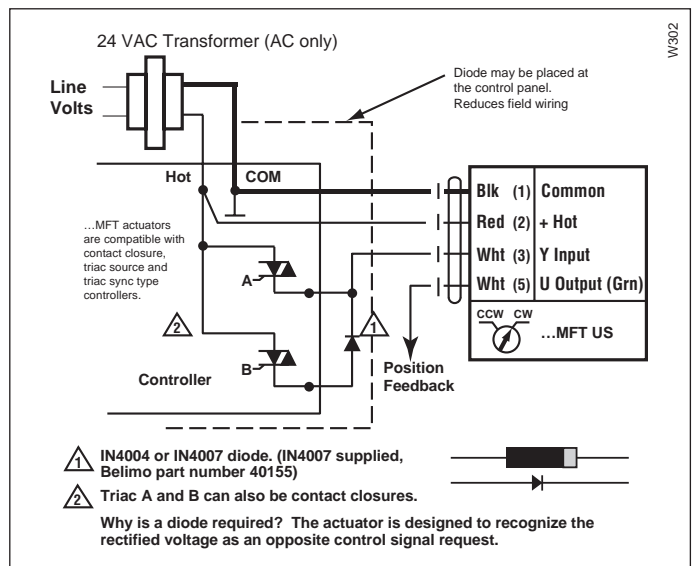 W302
24 VAC Transformer (AC only)
Line
Volts
Diode may be placed at
the control panel.
Reduces field wiring
Hot
COM
…MFT actuators
are compatible with
contact closure,
triac source and
triac sync type
controllers.
A
2
B
1
Controller
Blk (1) Common
Red (2) + Hot
Wht (3) Y Input
Wht (5) U Output (Grn)
CCW CW
…MFT US
Position
Feedback
1 IN4004 or IN4007 diode. (IN4007 supplied,
Belimo part number 40155)
2 Triac A and B can also be contact closures.
Why is a diode required? The actuator is designed to recognize the
rectified voltage as an opposite control signal request.